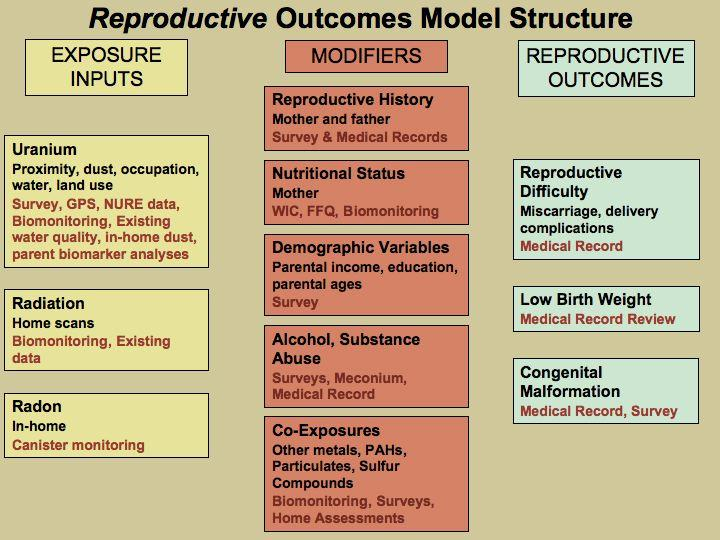 Reproductive Outcomes Model Structure
EXPOSURE
INPUTS
Uranium
Proximity, dust, occupation,
water, land use
Survey, GPS, NURE data,
Biomonitoring, Existing
water quality, in-home dust,
parent biomarker analyses
Radiation
Home scans
Biomonitoring, Existing
data
Radon
In-home
Canister monitoring
MODIFIERS
Reproductive History
Mother and father
Survey & Medical Records
Nutritional Status
Mother
WIC, FFQ, Biomonitoring
Demographic Variables
Parental income, education,
parental ages
Survey
Alcohol, Substance
Abuse
Surveys, Meconium,
Medical Record
Co-Exposures
Other metals, PAHs,
Particulates, Sulfur
Compounds
Biomonitoring, Surveys,
Home Assessments
REPRODUCTIVE
OUTCOMES
Reproductive
Difficulty
Miscarriage, delivery
complications
Medical Record
Low Birth Weight
Medical Record Review
Congenital
Malformation
Medical Record, Survey